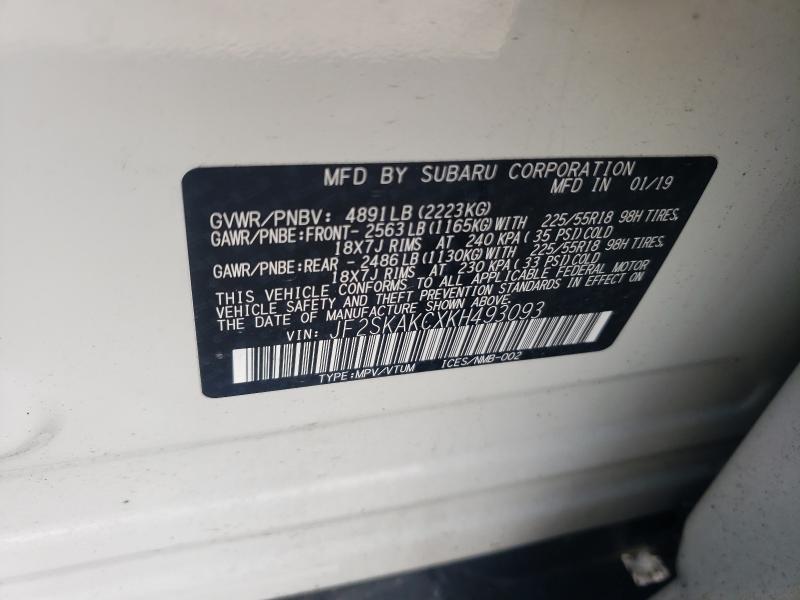 MFD BY SUBARU CORPORATION
MFD IN 01/19
GVWR/PNBV: 4891LB(2223KG)
GAWR/PNBE:FRONT- 2563LB(1165KG)WITH 225/55R18 98H TIRES,
18X7J RIMS AT 240 KPA(35 PSI)COLD
GAWR/PNBE:REAR - 2486LB(1130KG)WITH 225/55R18 98H TIRES,
18X7J RIMS AT 230 KPA(33 PSI)COLD
THIS VEHICLE CONFORMS TO ALL APPLICABLE FEDERAL MOTOR
VEHICLE SAFETY AND THEFT PREVENTION STANDARDS IN EFFECT ON
THE DATE OF MANUFACTURE SHOWN ABOVE.
VIN: JF2SKAKCXKH493093
TYPE:MPV/VTUM ICES/NMB-002